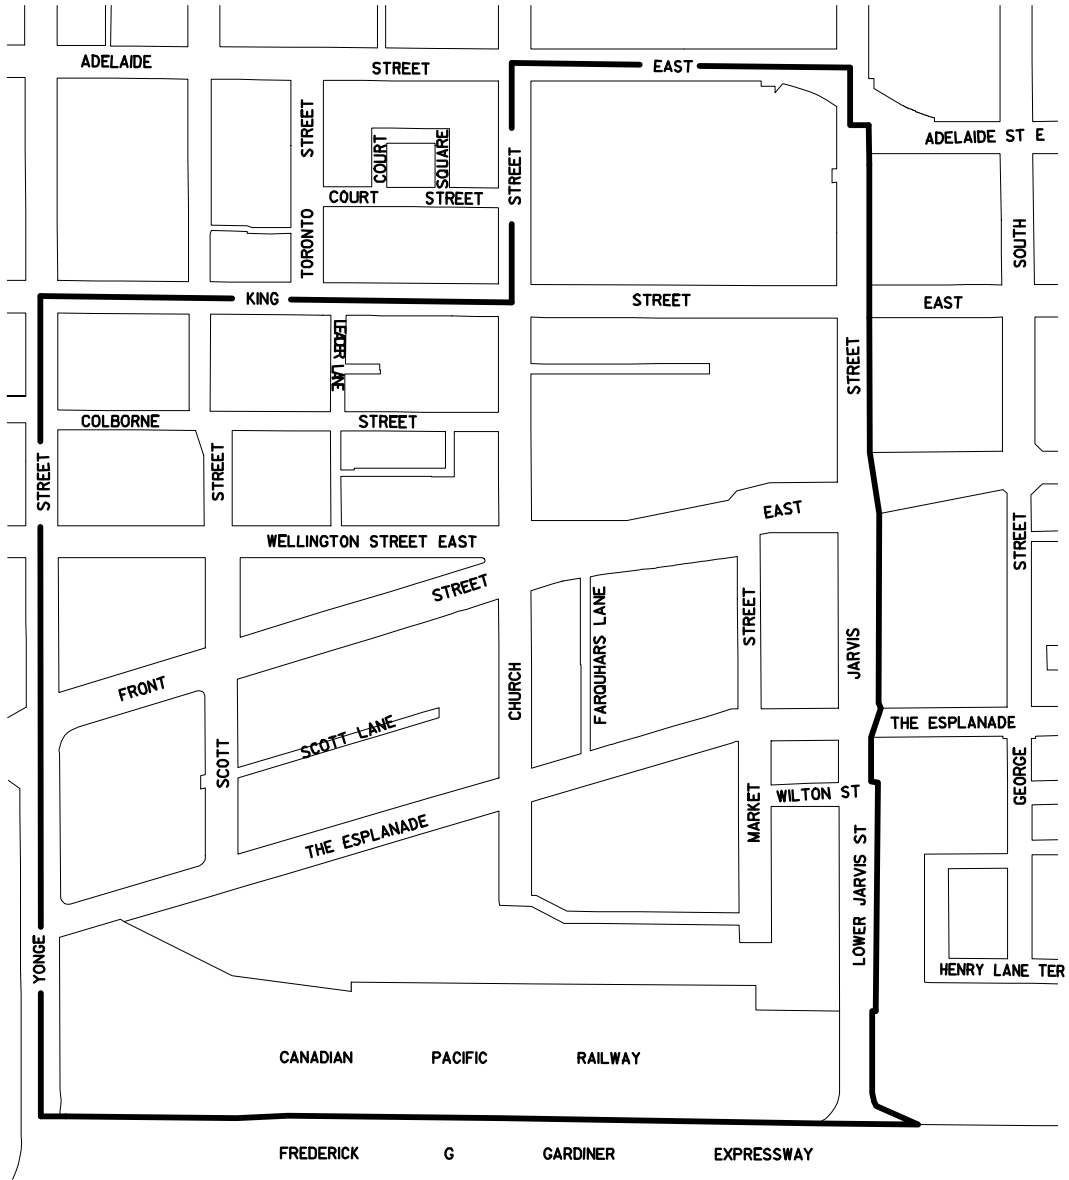 ADELAIDE STREET EAST
ADELAIDE ST E
STREET
COURT
SQUARE
STREET
COURT STREET
TORONTO
SOUTH
KING STREET EAST
LEADER LANE
STREET
COLBORNE STREET
STREET
STREET
EAST
WELLINGTON STREET EAST
STREET
STREET
STREET
FARQUHARS LANE
JARVIS
FRONT
CHURCH
THE ESPLANADE
SCOTT LANE
SCOTT
GEORGE
WILTON ST
MARKET
THE ESPLANADE
LOWER JARVIS ST
YONGE
HENRY LANE TER
CANADIAN PACIFIC RAILWAY
FREDERICK G GARDINER EXPRESSWAY